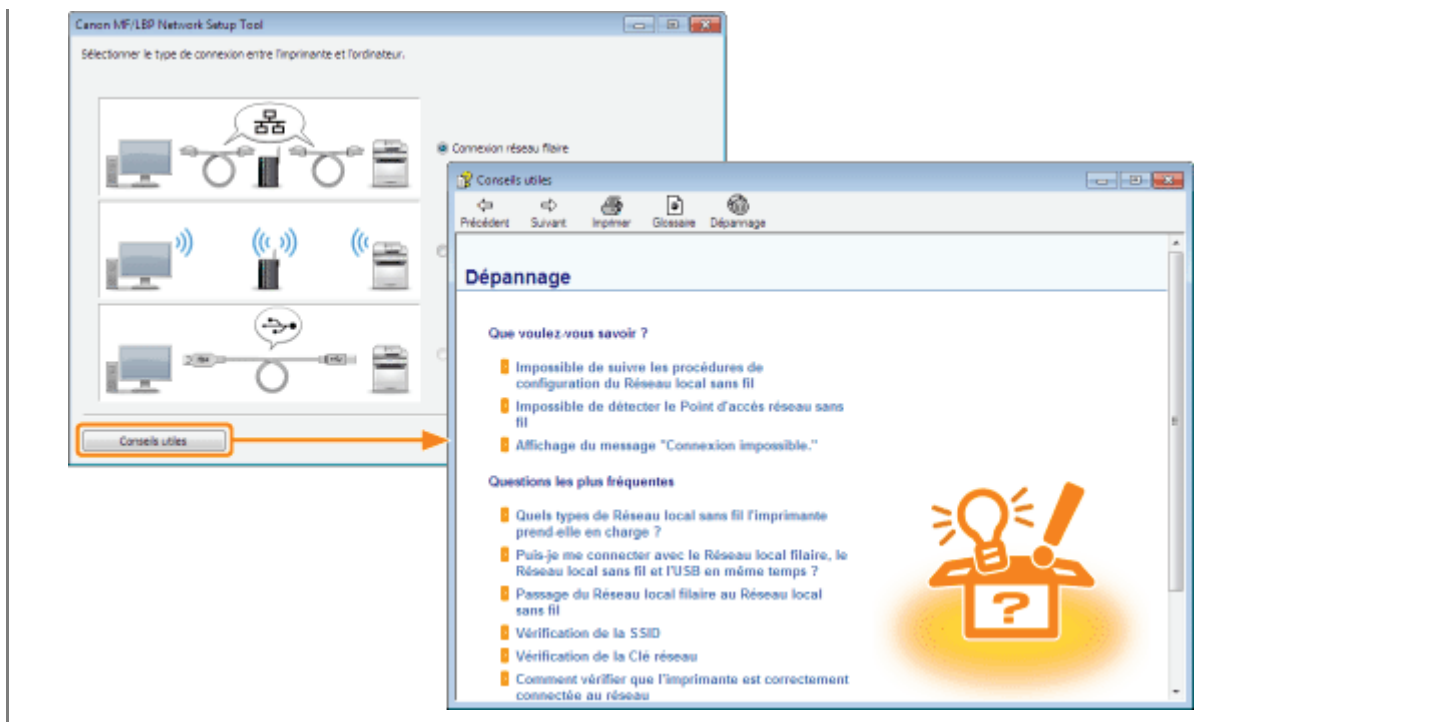 Canon MF/LBP Network Setup Tool
Sélectionner le type de connexion entre l'imprimante et l'ordinateur.
Connexion réseau filaire
Conseils utiles
Conseils utiles
Précédent Suivant Imprimer Glossaire Dépannage
Dépannage
Que voulez-vous savoir ?
Impossible de suivre les procédures de
configuration du Réseau local sans fil
Impossible de détecter le Point d'accès réseau sans
fil
Affichage du message "Connexion impossible."
Questions les plus fréquentes
Quels types de Réseau local sans fil l'imprimante
prend-elle en charge ?
Puis-je me connecter avec le Réseau local filaire, le
Réseau local sans fil et l'USB en même temps ?
Passage du Réseau local filaire au Réseau local
sans fil
Vérification de la SSID
Vérification de la Clé réseau
Comment vérifier que l'imprimante est correctement
connectée au réseau